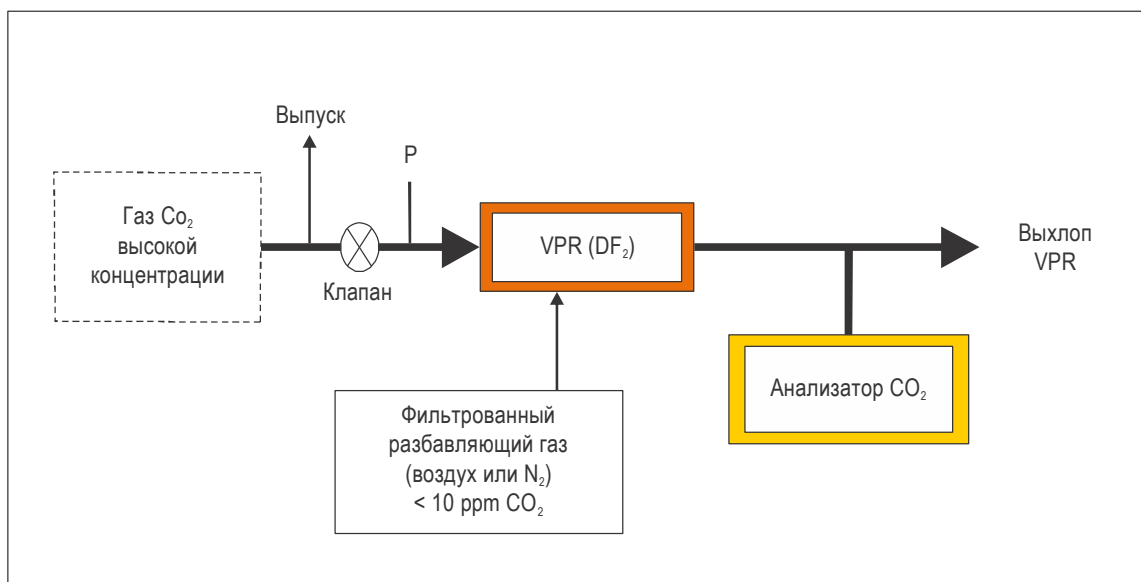 Выпуск
P
Газ Co₂
высокой
концентрации
Клапан
VPR (DF₂)
Выхлоп
VPR
Анализатор CO₂
Фильтрованный
разбавляющий газ
(воздух или N₂)
< 10 ppm CO₂